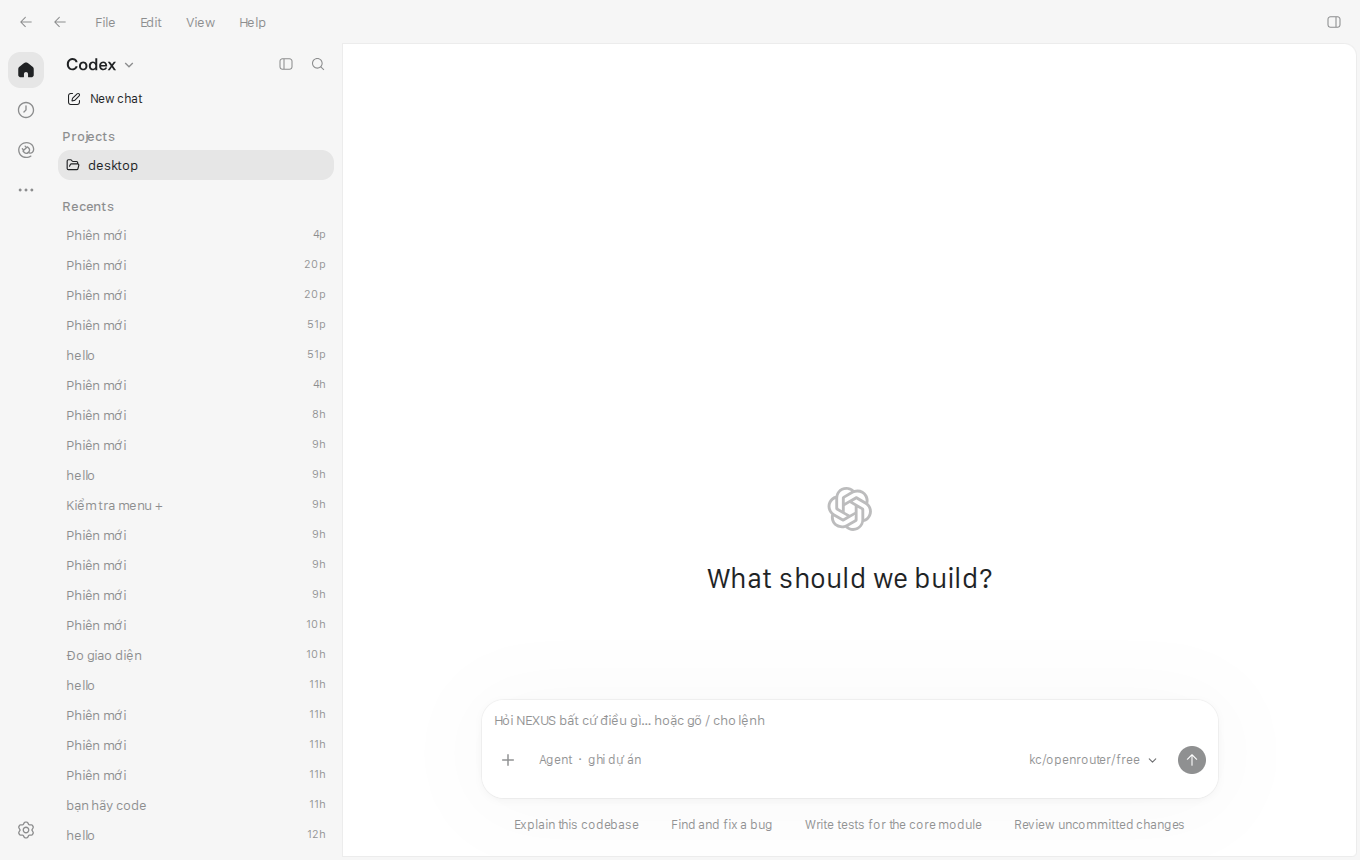 File Edit View Help
Codex
New chat
Projects
desktop
Recents
Phiên mới 4p
Phiên mới 20p
Phiên mới 20p
Phiên mới 51p
hello 51p
Phiên mới 4h
Phiên mới 8h
Phiên mới 9h
hello 9h
Kiểm tra menu + 9h
Phiên mới 9h
Phiên mới 9h
Phiên mới 9h
Phiên mới 10h
Đo giao diện 10h
hello 11h
Phiên mới 11h
Phiên mới 11h
Phiên mới 11h
bạn hãy code 11h
hello 12h
What should we build?
Hỏi NEXUS bất cứ điều gì... hoặc gõ / cho lệnh
Agent · ghi dự án kc/openrouter/free
Explain this codebase Find and fix a bug Write tests for the core module Review uncommitted changes